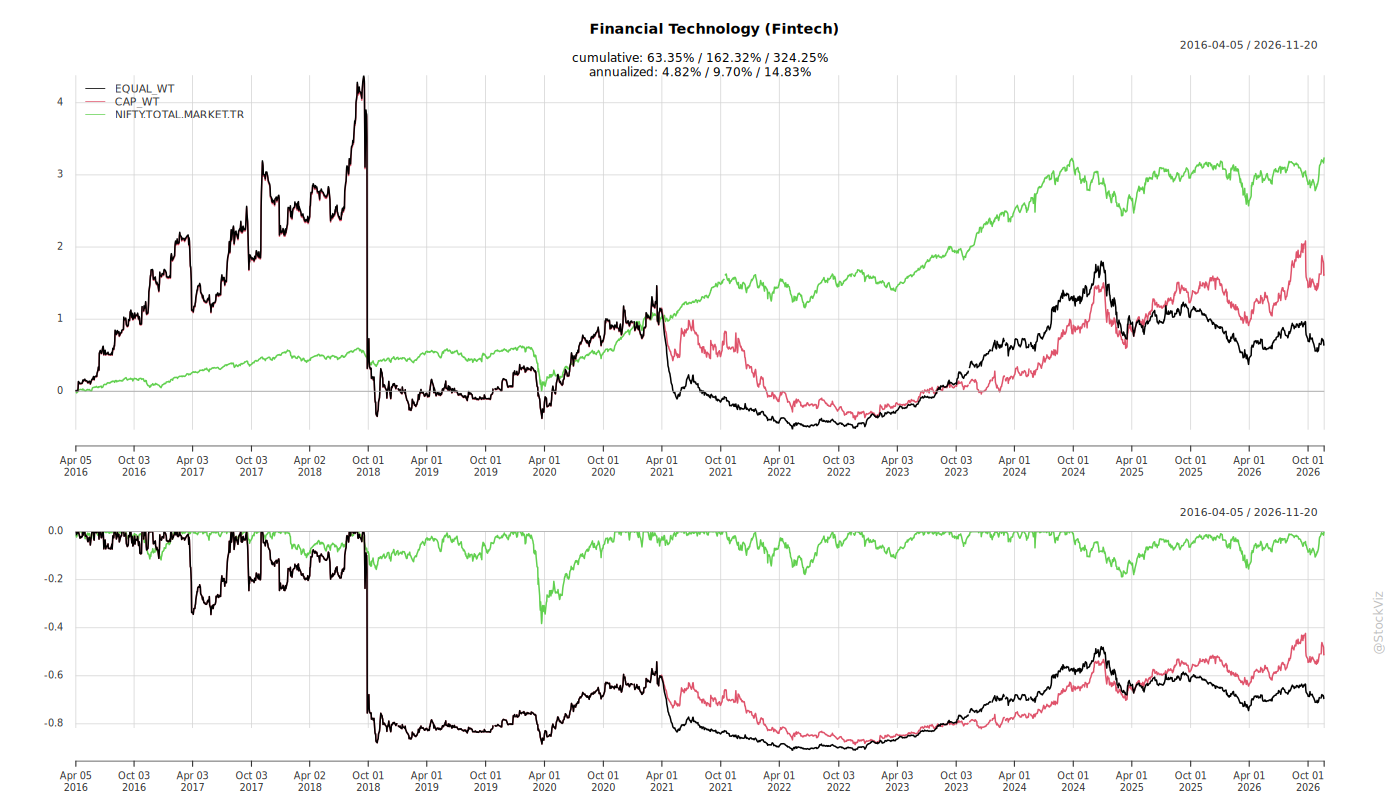 Financial Technology (Fintech)
2016-04-05 / 2026-11-20
cumulative: 63.35% / 162.32% / 324.25%
annualized: 4.82% / 9.70% / 14.83%
EQUAL_WT
CAP_WT
NIFTY.TOTAL.MARKET.TR
4
3
2
1
0
Apr 05 Oct 03 Apr 03 Oct 03 Apr 02 Oct 01 Apr 01 Oct 01 Apr 01 Oct 01 Apr 01 Oct 01 Apr 01 Oct 03 Apr 03 Oct 03 Apr 01 Oct 01 Apr 01 Oct 01 Apr 01 Oct 01
2016 2016 2017 2017 2018 2018 2019 2019 2020 2020 2021 2021 2022 2022 2023 2023 2024 2024 2025 2025 2026 2026
2016-04-05 / 2026-11-20
0.0
-0.2
-0.4
-0.6
-0.8
Apr 05 Oct 03 Apr 03 Oct 03 Apr 02 Oct 01 Apr 01 Oct 01 Apr 01 Oct 01 Apr 01 Oct 01 Apr 01 Oct 03 Apr 03 Oct 03 Apr 01 Oct 01 Apr 01 Oct 01 Apr 01 Oct 01
2016 2016 2017 2017 2018 2018 2019 2019 2020 2020 2021 2021 2022 2022 2023 2023 2024 2024 2025 2025 2026 2026
@StockViz